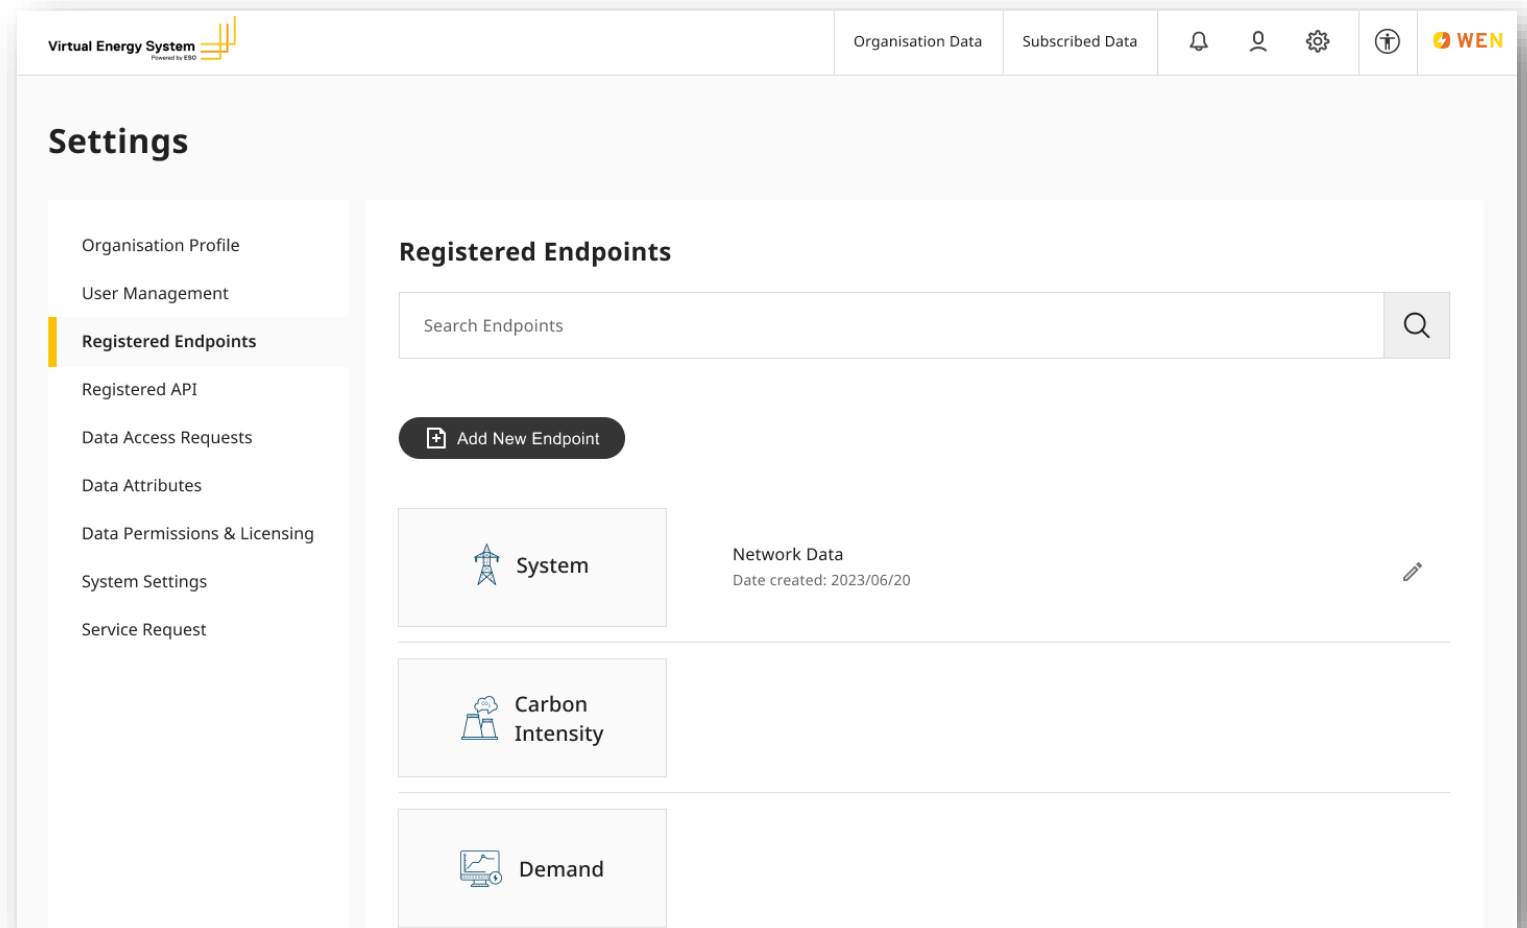 Virtual Energy System
Powered by ESO
Organisation Data
Subscribed Data
WEN
Settings
Organisation Profile
User Management
Registered Endpoints
Registered API
Data Access Requests
Data Attributes
Data Permissions & Licensing
System Settings
Service Request
Registered Endpoints
Search Endpoints
Add New Endpoint
System
Network Data
Date created: 2023/06/20
CO₂
Carbon
Intensity
Demand